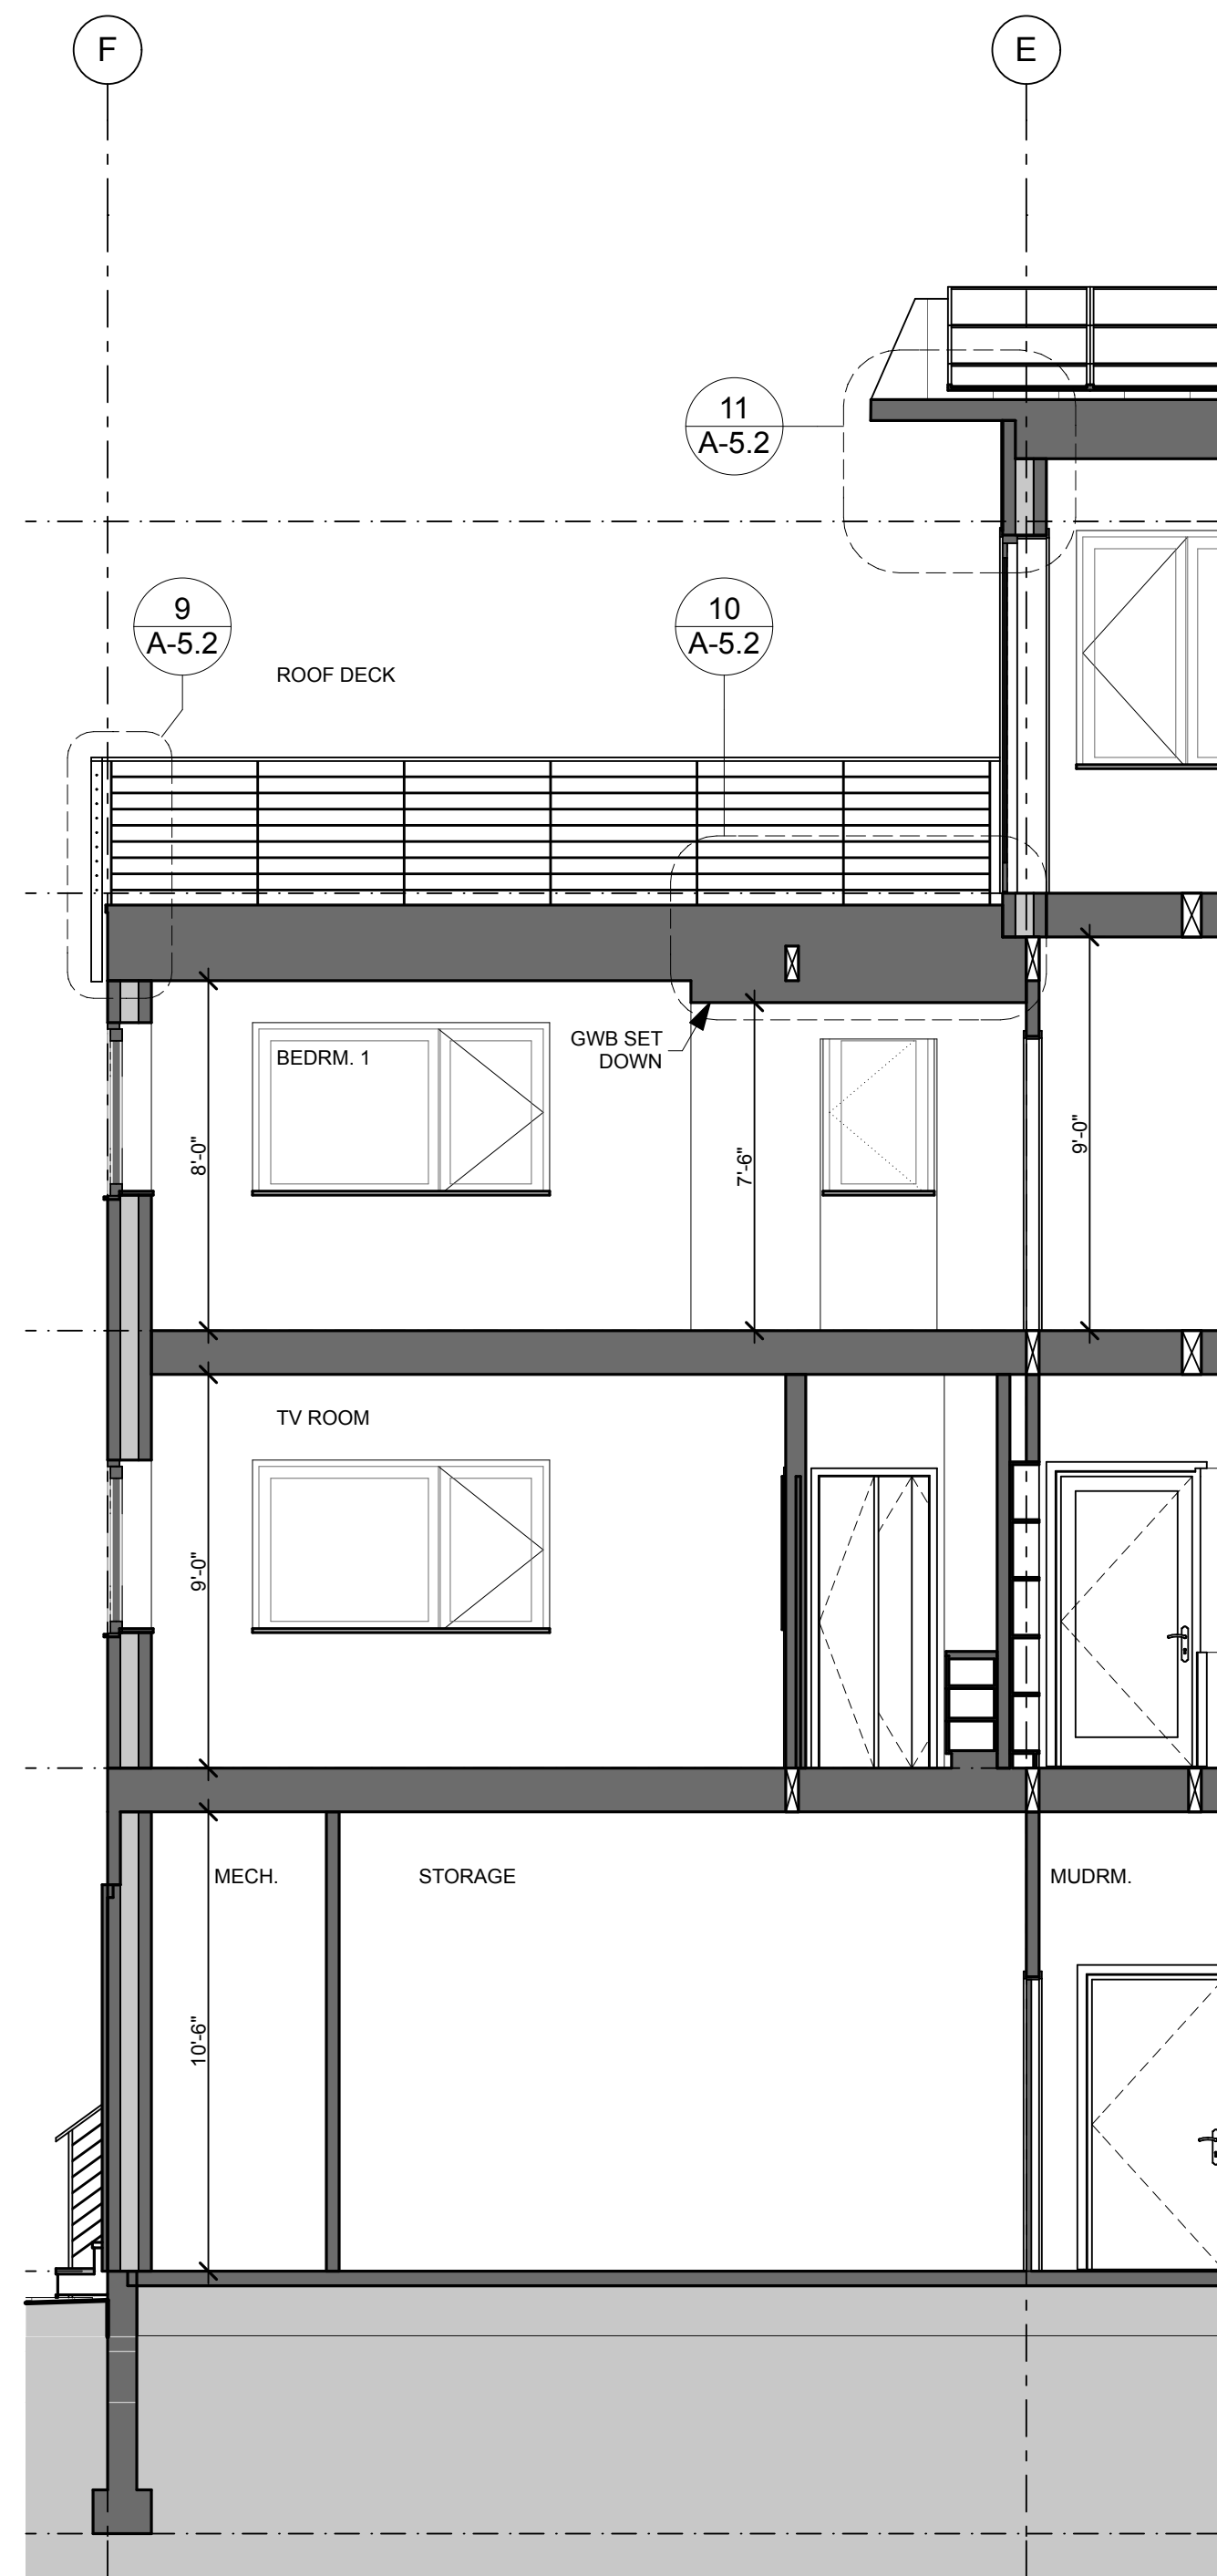 F
E
11
A-5.2
9
A-5.2
10
A-5.2
ROOF DECK
GWB SET
DOWN
BEDRM. 1
8'-0"
7'-6"
9'-0"
TV ROOM
9'-0"
MECH.
STORAGE
MUDRM.
10'-6"